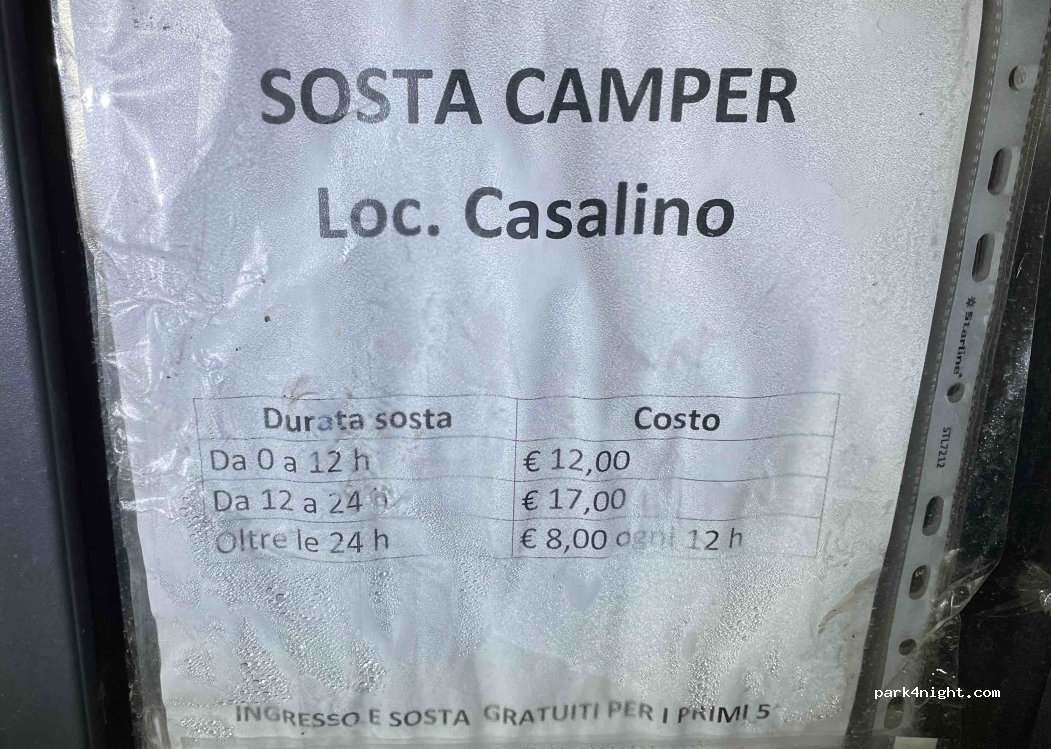 SOSTA CAMPER
Loc. Casalino
Durata sosta Costo
Da 0 a 12 h € 12,00
Da 12 a 24 h € 17,00
Oltre le 24 h € 8,00 ogni 12 h
INGRESSO E SOSTA GRATUITI PER I PRIMI 5'
Starline
STL7212
park4night.com